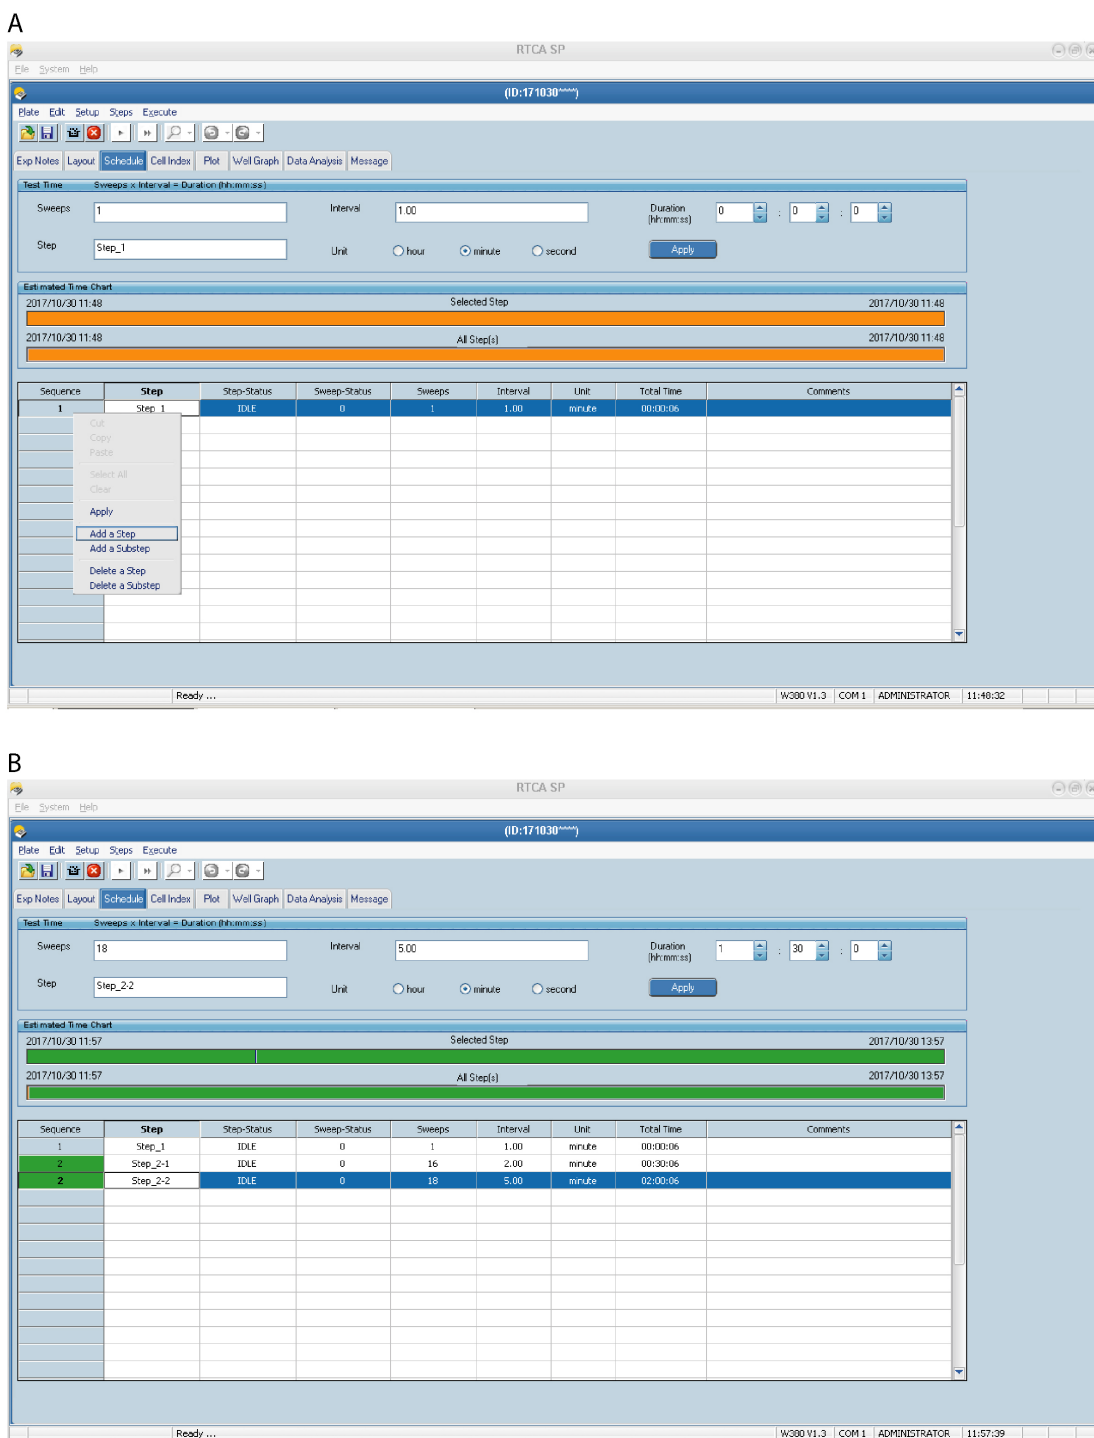 A
RTCA SP
File System Help
(ID:171030****)
Plate Edit Setup Steps Execute
Exp Notes Layout Schedule Cell Index Plot Well Graph Data Analysis Message
Test Time Sweeps x Interval = Duration (hh:mm:ss)
Sweeps 1 Interval 1.00 Duration (hh:mm:ss) 0 : 0 : 0
Step Step_1 Unit hour minute second Apply
Estimated Time Chart
2017/10/30 11:48 Selected Step 2017/10/30 11:48
2017/10/30 11:48 All Step(s) 2017/10/30 11:48
Sequence Step Step-Status Sweep-Status Sweeps Interval Unit Total Time Comments
1 Step_1 IDLE 0 1 1.00 minute 00:00:06
Cut
Copy
Paste
Select All
Clear
Apply
Add a Step
Add a Substep
Delete a Step
Delete a Substep
Ready ... W380 V1.3 COM 1 ADMINISTRATOR 11:48:32
B
RTCA SP
File System Help
(ID:171030****)
Plate Edit Setup Steps Execute
Exp Notes Layout Schedule Cell Index Plot Well Graph Data Analysis Message
Test Time Sweeps x Interval = Duration (hh:mm:ss)
Sweeps 18 Interval 5.00 Duration (hh:mm:ss) 1 : 30 : 0
Step Step_2-2 Unit hour minute second Apply
Estimated Time Chart
2017/10/30 11:57 Selected Step 2017/10/30 13:57
2017/10/30 11:57 All Step(s) 2017/10/30 13:57
Sequence Step Step-Status Sweep-Status Sweeps Interval Unit Total Time Comments
1 Step_1 IDLE 0 1 1.00 minute 00:00:06
2 Step_2-1 IDLE 0 16 2.00 minute 00:30:06
2 Step_2-2 IDLE 0 18 5.00 minute 02:00:06
Ready ... W380 V1.3 COM 1 ADMINISTRATOR 11:57:39